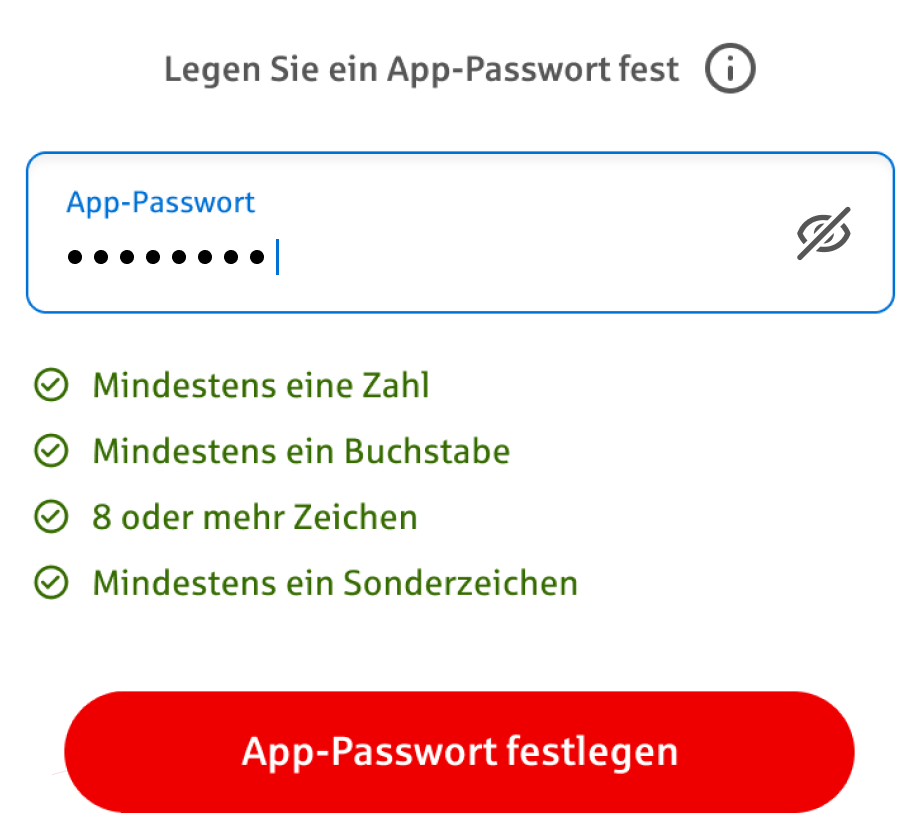 Legen Sie ein App-Passwort fest
App-Passwort
••••••••
Mindestens eine Zahl
Mindestens ein Buchstabe
8 oder mehr Zeichen
Mindestens ein Sonderzeichen
App-Passwort festlegen